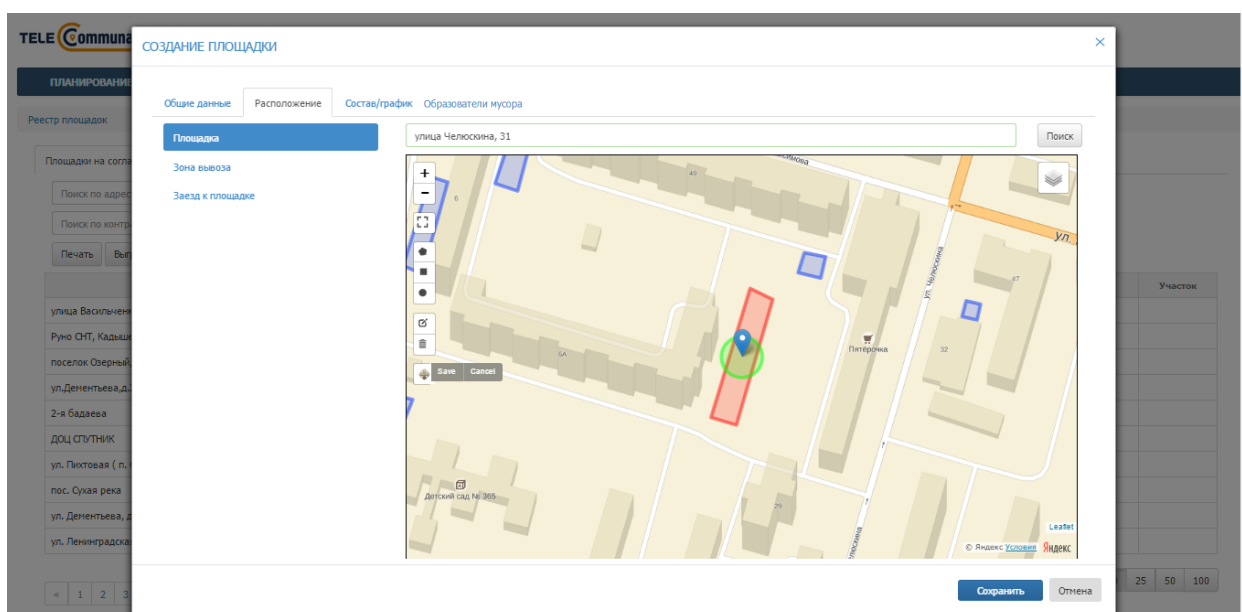 TELE Communa
СОЗДАНИЕ ПЛОЩАДКИ
×
ПЛАНИРОВАНИЕ
Общие данные Расположение Состав/график Образователи мусора
Реестр площадок
Площадка
улица Челюскина, 31 Поиск
Зона вывоза
Заезд к площадке
Площадки на согла
Поиск по адрес
Поиск по контр
Печать Вып
Участок
улица Васильченк
Руно СНТ, Кадыше
поселок Озерный,
ул.Дементьева,д.
2-я бадаева
ДОЦ СПУТНИК
ул. Пихтовая ( п.
пос. Сухая река
ул. Дементьева, д
ул. Ленинградска
« 1 2 3
+
−
49
6
ул.
ул. Челюскина
47
Пятёрочка
32
6А
Save Cancel
Детский сад № 365
29
Leaflet
© Яндекс Условия Яндекс
25 50 100
Сохранить Отмена